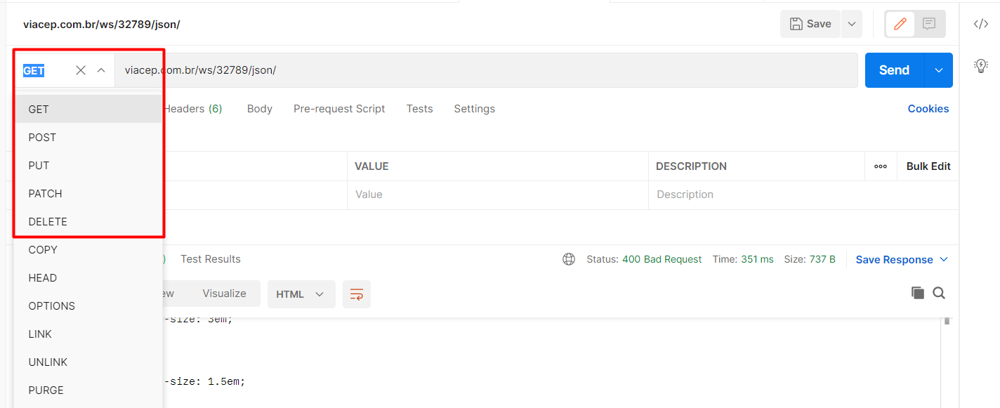 viacep.com.br/ws/32789/json/
Save
GET
viacep.com.br/ws/32789/json/
Send
GET
Headers (6)
Body
Pre-request Script
Tests
Settings
Cookies
POST
PUT
VALUE
DESCRIPTION
Bulk Edit
PATCH
Value
Description
DELETE
COPY
Test Results
Status: 400 Bad Request
Time: 351 ms
Size: 737 B
Save Response
HEAD
Visualize
HTML
OPTIONS
-size: 3em;
LINK
UNLINK
-size: 1.5em;
PURGE